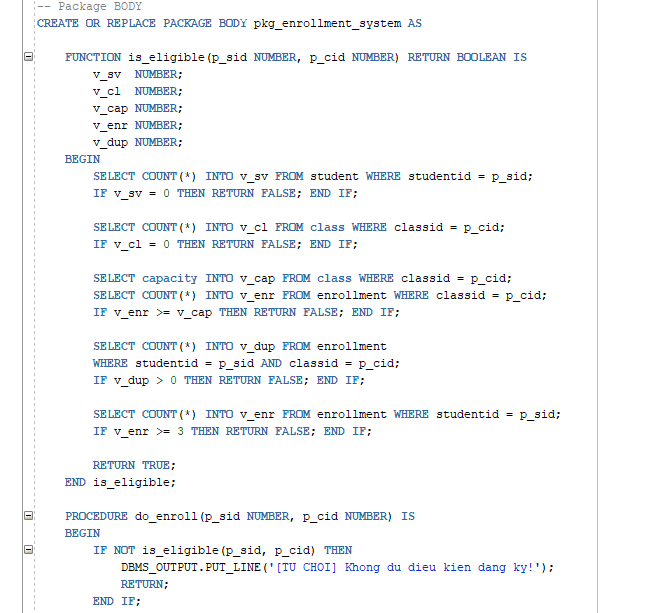 -- Package BODY
CREATE OR REPLACE PACKAGE BODY pkg_enrollment_system AS
FUNCTION is_eligible(p_sid NUMBER, p_cid NUMBER) RETURN BOOLEAN IS
v_sv NUMBER;
v_cl NUMBER;
v_cap NUMBER;
v_enr NUMBER;
v_dup NUMBER;
BEGIN
SELECT COUNT(*) INTO v_sv FROM student WHERE studentid = p_sid;
IF v_sv = 0 THEN RETURN FALSE; END IF;
SELECT COUNT(*) INTO v_cl FROM class WHERE classid = p_cid;
IF v_cl = 0 THEN RETURN FALSE; END IF;
SELECT capacity INTO v_cap FROM class WHERE classid = p_cid;
SELECT COUNT(*) INTO v_enr FROM enrollment WHERE classid = p_cid;
IF v_enr >= v_cap THEN RETURN FALSE; END IF;
SELECT COUNT(*) INTO v_dup FROM enrollment
WHERE studentid = p_sid AND classid = p_cid;
IF v_dup > 0 THEN RETURN FALSE; END IF;
SELECT COUNT(*) INTO v_enr FROM enrollment WHERE studentid = p_sid;
IF v_enr >= 3 THEN RETURN FALSE; END IF;
RETURN TRUE;
END is_eligible;
PROCEDURE do_enroll(p_sid NUMBER, p_cid NUMBER) IS
BEGIN
IF NOT is_eligible(p_sid, p_cid) THEN
DBMS_OUTPUT.PUT_LINE('[TU CHOI] Khong du dieu kien dang ky!');
RETURN;
END IF;